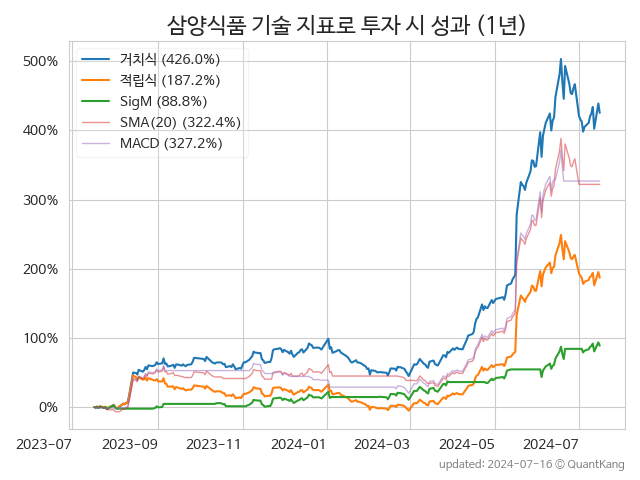 삼양식품 기술 지표로 투자 시 성과 (1년)
거치식 (426.0%)
적립식 (187.2%)
SigM (88.8%)
SMA(20) (322.4%)
MACD (327.2%)
500%
400%
300%
200%
100%
0%
2023-07 2023-09 2023-11 2024-01 2024-03 2024-05 2024-07
updated: 2024-07-16 © QuantKang